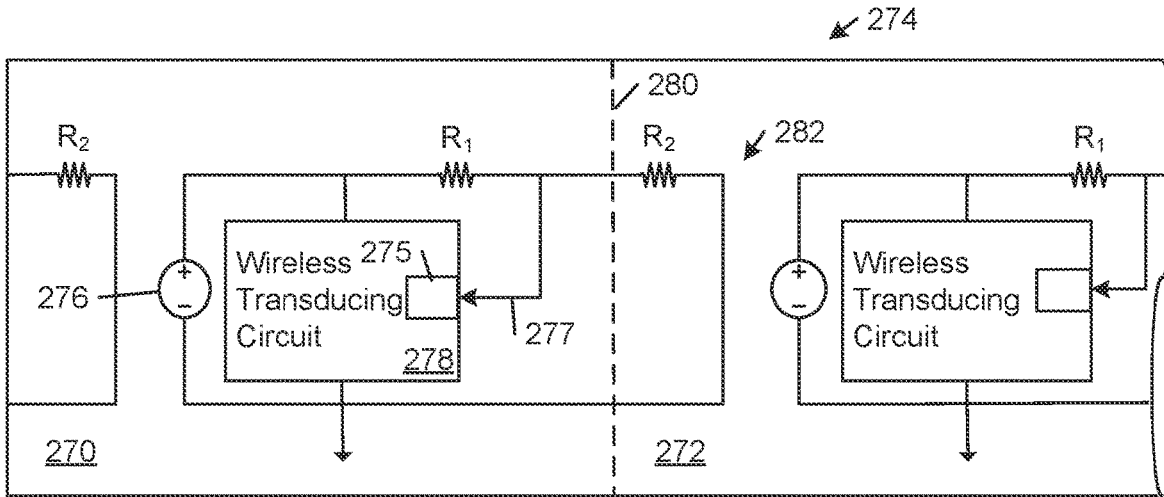 274
280
R2
R1
R2
282
R1
Wireless
Transducing
Circuit
275
276
+
−
277
278
Wireless
Transducing
Circuit
+
−
270
272